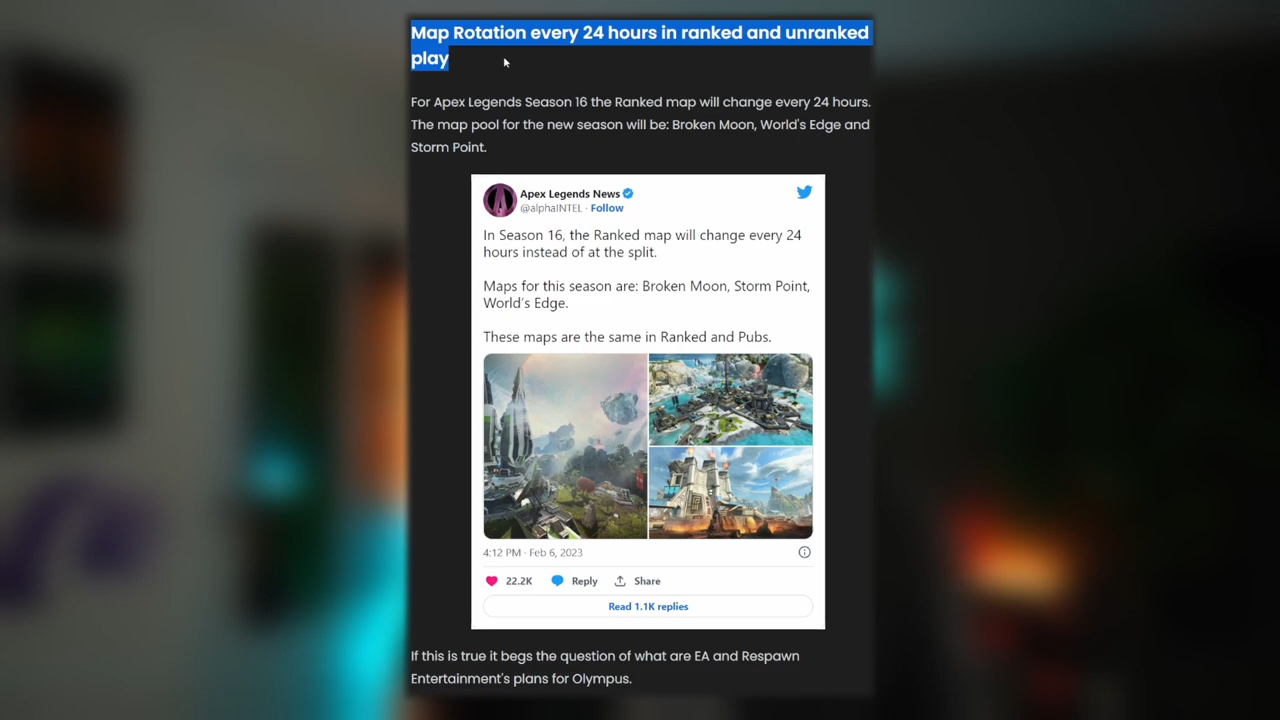 Map Rotation every 24 hours in ranked and unranked
play
For Apex Legends Season 16 the Ranked map will change every 24 hours.
The map pool for the new season will be: Broken Moon, World's Edge and
Storm Point.
Apex Legends News
@alphaINTEL · Follow
In Season 16, the Ranked map will change every 24
hours instead of at the split.
Maps for this season are: Broken Moon, Storm Point,
World's Edge.
These maps are the same in Ranked and Pubs.
4:12 PM · Feb 6, 2023
22.2K Reply Share
Read 1.1K replies
If this is true it begs the question of what are EA and Respawn
Entertainment's plans for Olympus.